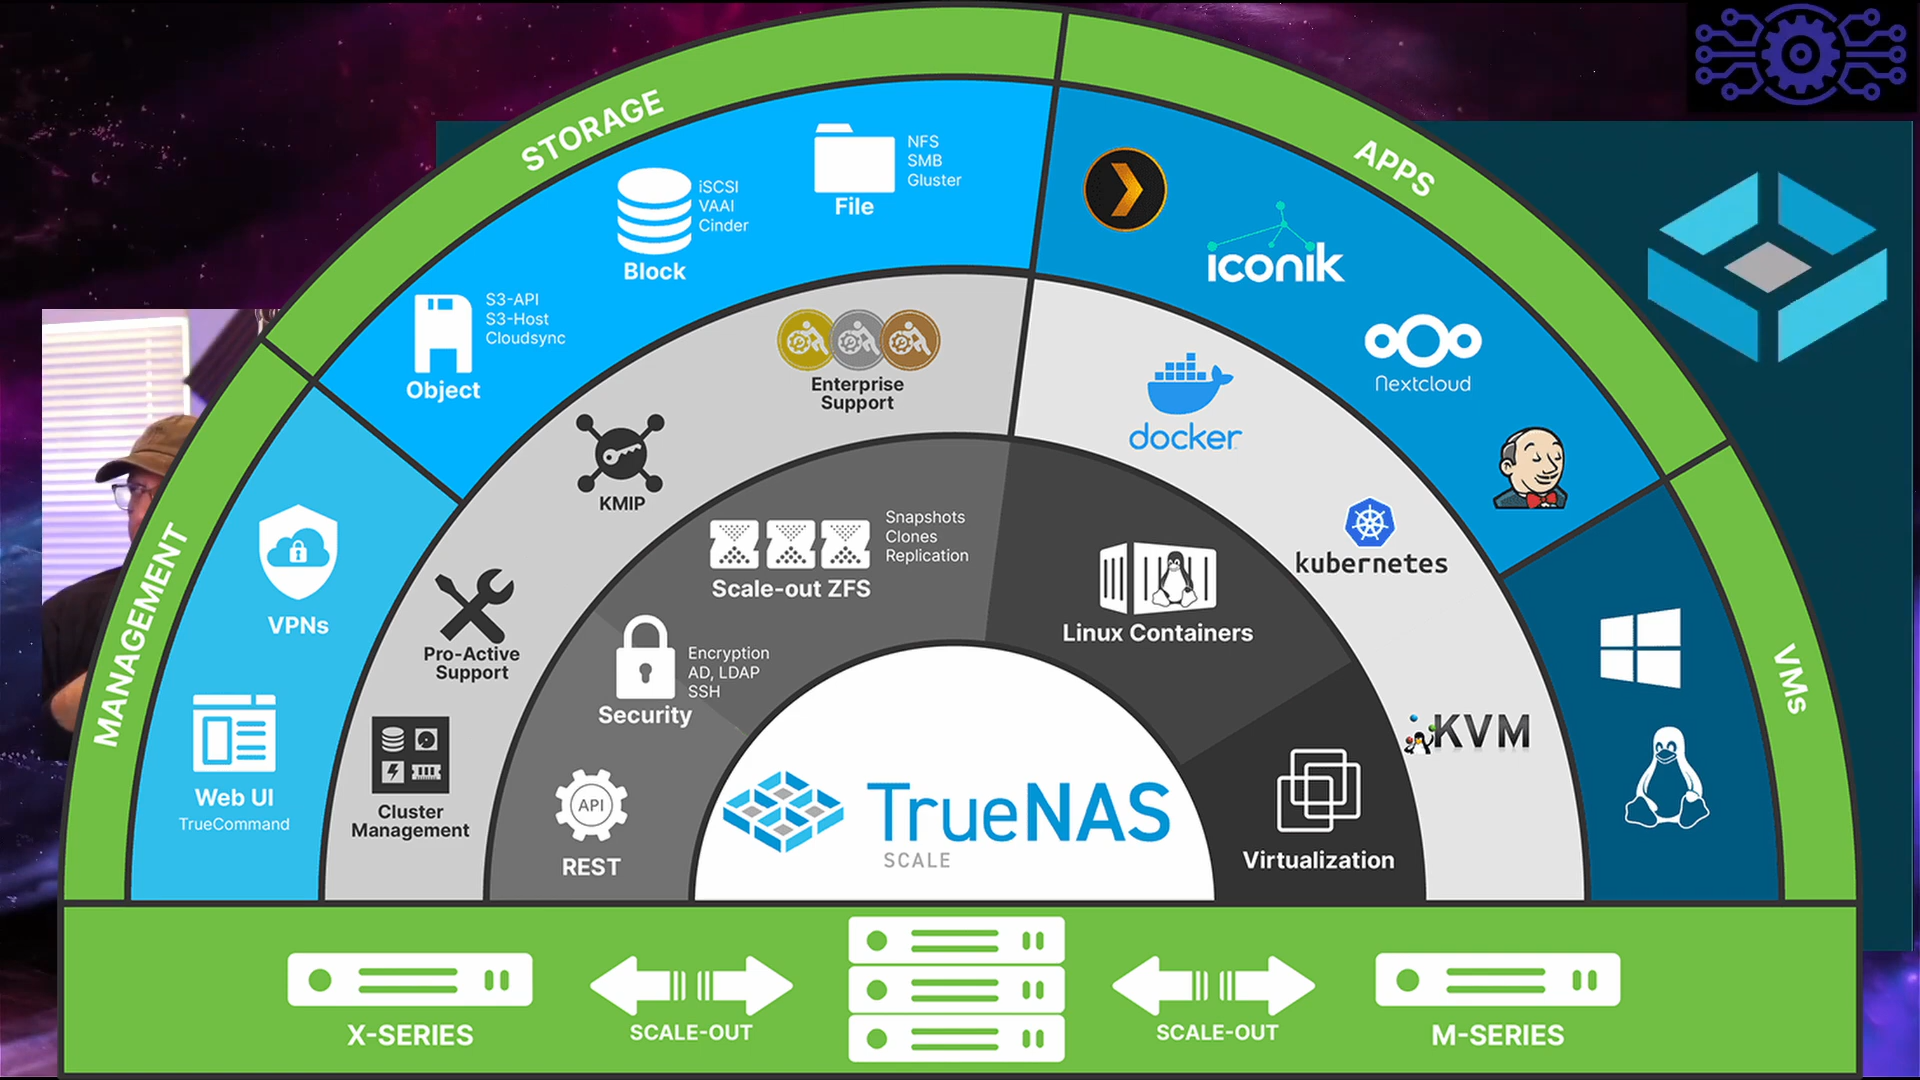 STORAGE
APPS
MANAGEMENT
VMs
NFS
SMB
Gluster
File
iSCSI
VAAI
Cinder
Block
S3-API
S3-Host
Cloudsync
Object
iconik
Nextcloud
VPNs
Web UI
TrueCommand
Enterprise
Support
KMIP
Pro-Active
Support
Cluster
Management
docker
kubernetes
KVM
Snapshots
Clones
Replication
Scale-out ZFS
Encryption
AD, LDAP
SSH
Security
API
REST
Linux Containers
Virtualization
TrueNAS
SCALE
X-SERIES
SCALE-OUT
SCALE-OUT
M-SERIES